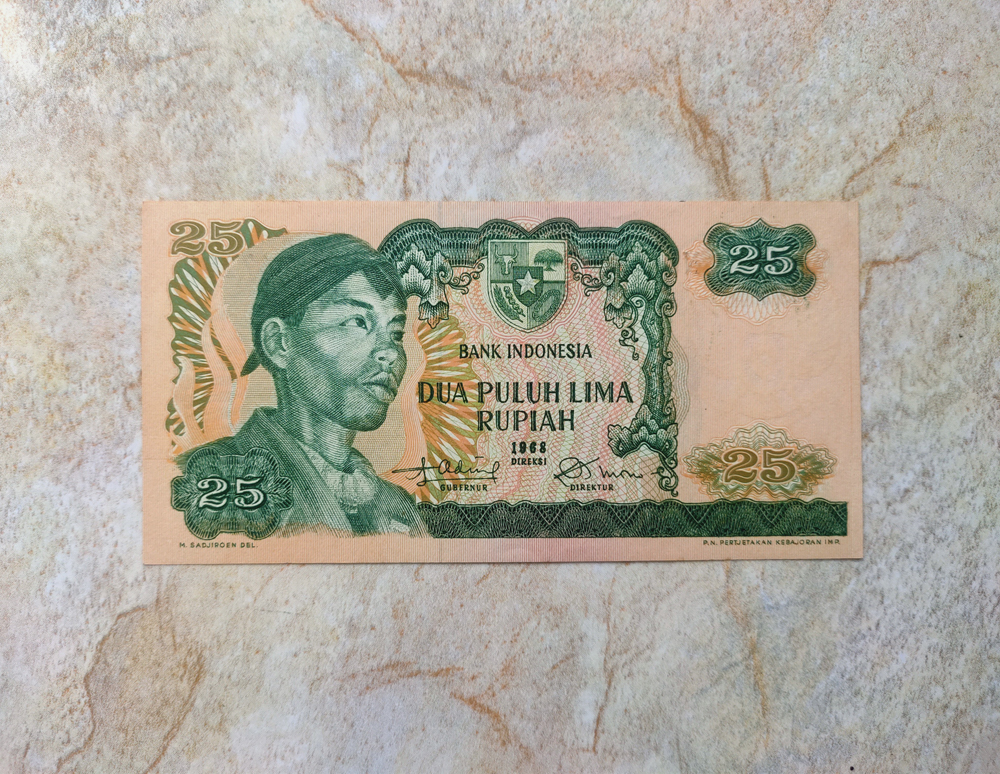 25
25
BANK INDONESIA
DUA PULUH LIMA
RUPIAH
1968
DIREKSI
GUBERNUR
DIREKTUR
25
25
M. SADJIROEN DEL.
P.N. PERTJETAKAN KEBAJORAN IMP.